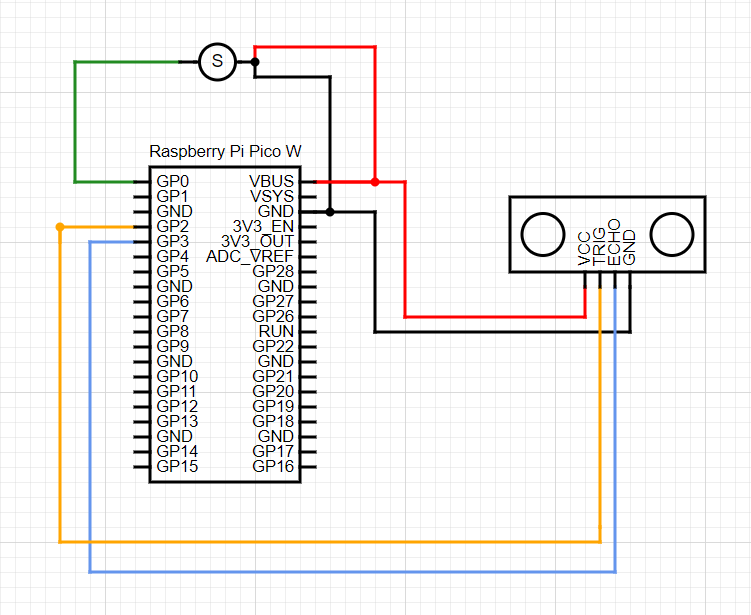 S
Raspberry Pi Pico W
GP0 VBUS
GP1 VSYS
GND GND
GP2 3V3_EN
GP3 3V3_OUT
GP4 ADC_VREF
GP5 GP28
GND GND
GP6 GP27
GP7 GP26
GP8 RUN
GP9 GP22
GND GND
GP10 GP21
GP11 GP20
GP12 GP19
GP13 GP18
GND GND
GP14 GP17
GP15 GP16
VCC
TRIG
ECHO
GND